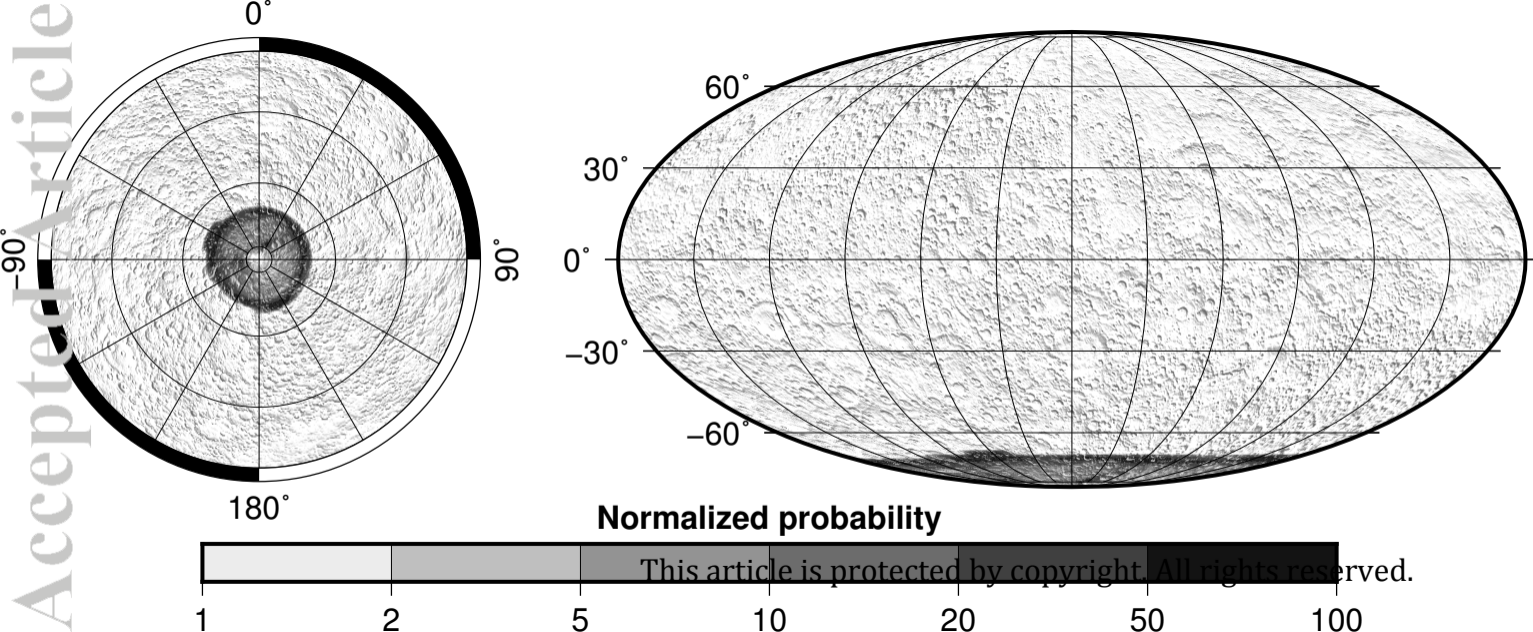 Accepted Article
0°
−90°
90°
180°
60°
30°
0°
−30°
−60°
Normalized probability
This article is protected by copyright. All rights reserved.
1 2 5 10 20 50 100